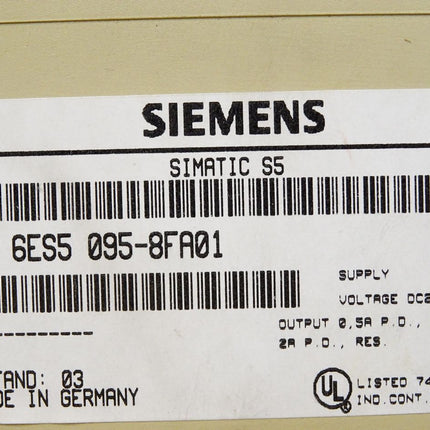 SIEMENS
SIMATIC S5
6ES5 095-8FA01
SUPPLY
VOLTAGE DC2
OUTPUT 0,5A P.D.,
2A P.D., RES.
TAND: 03
DE IN GERMANY
UL
LISTED 74
IND.CONT.